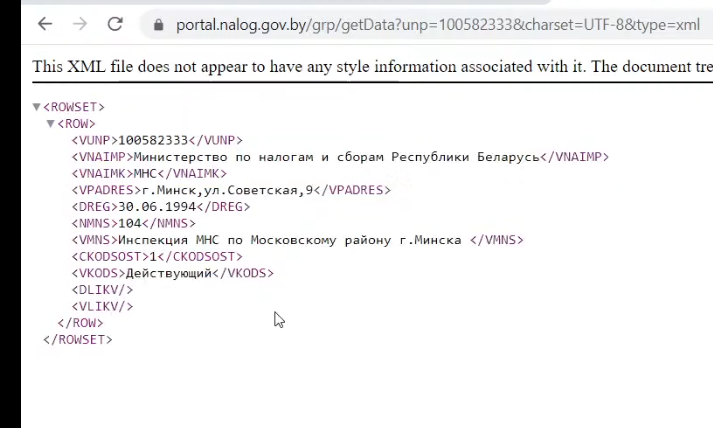 portal.nalog.gov.by/grp/getData?unp=100582333&charset=UTF-8&type=xml
This XML file does not appear to have any style information associated with it. The document tre
▼<ROWSET>
▼<ROW>
<VUNP>100582333</VUNP>
<VNAIMP>Министерство по налогам и сборам Республики Беларусь</VNAIMP>
<VNAIMK>МНС</VNAIMK>
<VPADRES>г.Минск,ул.Советская,9</VPADRES>
<DREG>30.06.1994</DREG>
<NMNS>104</NMNS>
<VMNS>Инспекция МНС по Московскому району г.Минска </VMNS>
<CKODSOST>1</CKODSOST>
<VKODS>Действующий</VKODS>
<DLIKV/>
<VLIKV/>
</ROW>
</ROWSET>